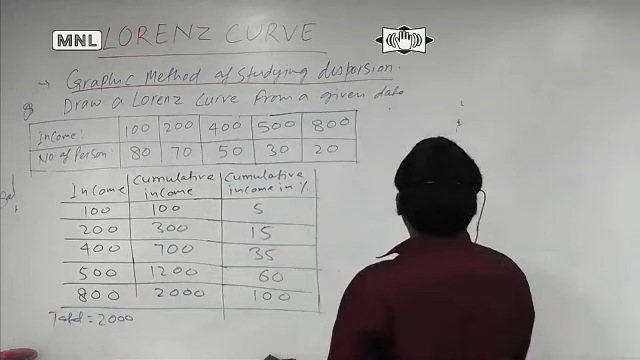 MNL LORENZ CURVE
→ Graphic Method of studying dispersion.
Q Draw a Lorenz Curve from a given data
Income: 100 200 400 500 800
No of Person: 80 70 50 30 20
Income Cumulative income Cumulative income in %
100 100 5
200 300 15
400 700 35
500 1200 60
800 2000 100
Total = 2000